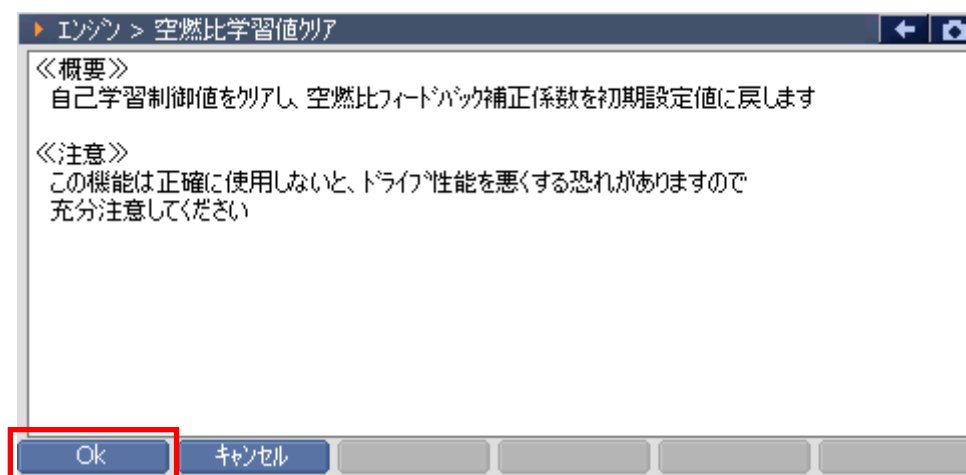 エンジン > 空燃比学習値ｸﾘｱ
≪概要≫
自己学習制御値をｸﾘｱし、空燃比ﾌｨｰﾄﾞﾊﾞｯｸ補正係数を初期設定値に戻します
≪注意≫
この機能は正確に使用しないと、ﾄﾞﾗｲﾌﾞ性能を悪くする恐れがありますので
充分注意してください
Ok
ｷｬﾝｾﾙ